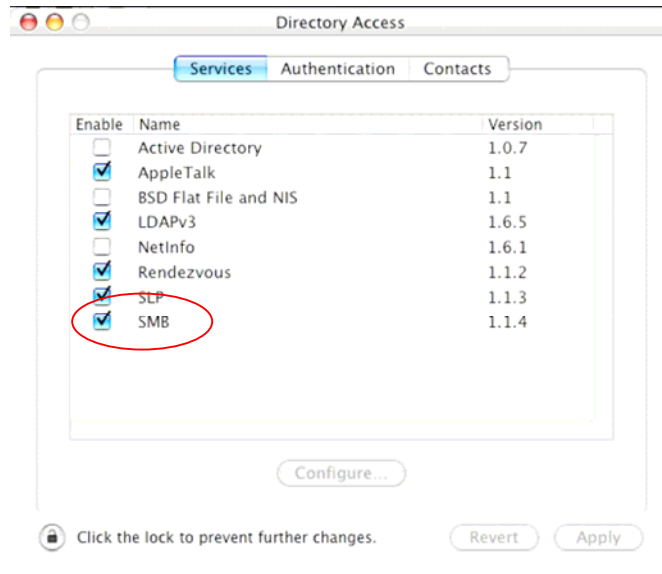 Directory Access
Services Authentication Contacts
Enable Name Version
Active Directory 1.0.7
AppleTalk 1.1
BSD Flat File and NIS 1.1
LDAPv3 1.6.5
NetInfo 1.6.1
Rendezvous 1.1.2
SLP 1.1.3
SMB 1.1.4
Configure...
Click the lock to prevent further changes. Revert Apply